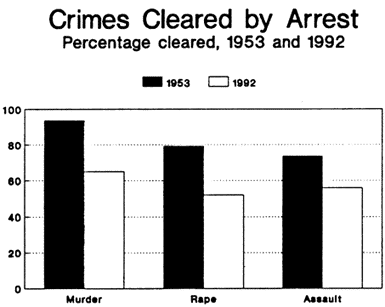 Crimes Cleared by Arrest
Percentage cleared, 1953 and 1992
1953 1992
100
80
60
40
20
0
Murder Rape Assault